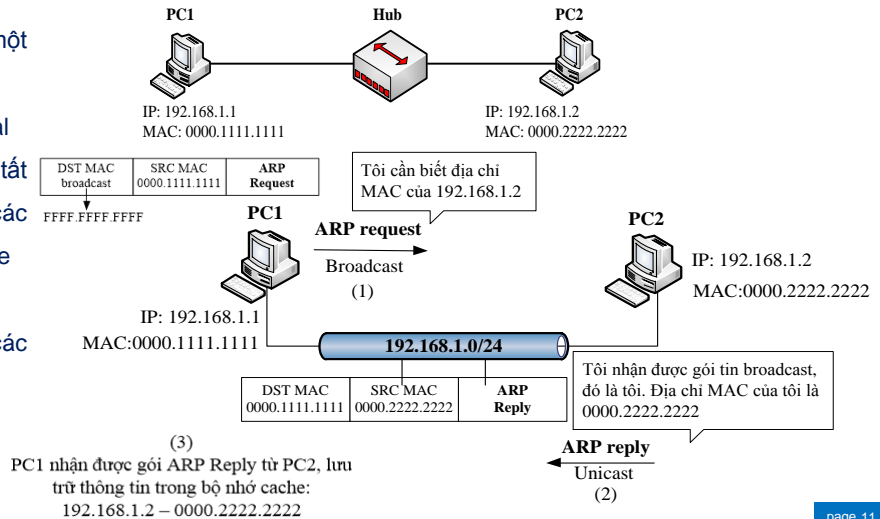 PC1
Hub
PC2
một
IP: 192.168.1.1
MAC: 0000.1111.1111
IP: 192.168.1.2
MAC: 0000.2222.2222
al
tất
các
e
các
DST MAC
broadcast
SRC MAC
0000.1111.1111
ARP
Request
FFFF.FFFF.FFFF
Tôi cần biết địa chỉ
MAC của 192.168.1.2
PC1
ARP request
Broadcast
(1)
PC2
IP: 192.168.1.2
MAC:0000.2222.2222
IP: 192.168.1.1
MAC:0000.1111.1111
192.168.1.0/24
DST MAC
0000.1111.1111
SRC MAC
0000.2222.2222
ARP
Reply
Tôi nhận được gói tin broadcast,
đó là tôi. Địa chỉ MAC của tôi là
0000.2222.2222
ARP reply
Unicast
(2)
(3)
PC1 nhận được gói ARP Reply từ PC2, lưu
trữ thông tin trong bộ nhớ cache:
192.168.1.2 – 0000.2222.2222
page 11